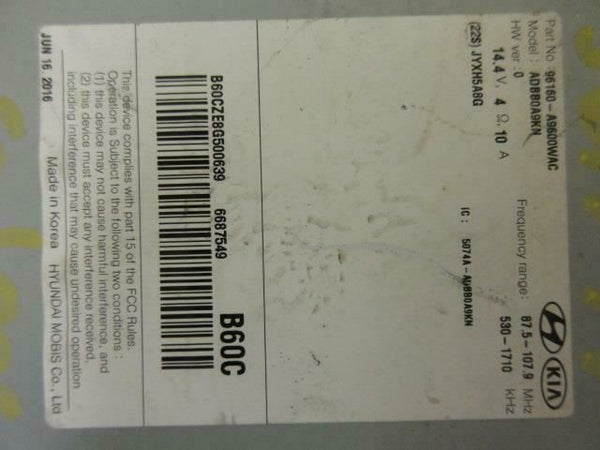 Part No : 96160-A9600WAC
Model : ADBB0A9KN
HW ver :0
14.4 V, 4 Ω, 10 A
(22S) JYXH5A8G
KIA
Frequency range: 87.5-107.9 MHz
530-1710 kHz
IC : 5074A-ADBB0A9KN
B60CZE8G500639 6687549 B60C
This device complies with part 15 of the FCC Rules.
Operation is Subject to the following two conditions :
(1) this device may not cause harmful interference, and
(2) this device must accept any interference received,
including interference that may cause undesired operation
JUN 16. 2016
Made in Korea HYUNDAI MOBIS Co., Ltd